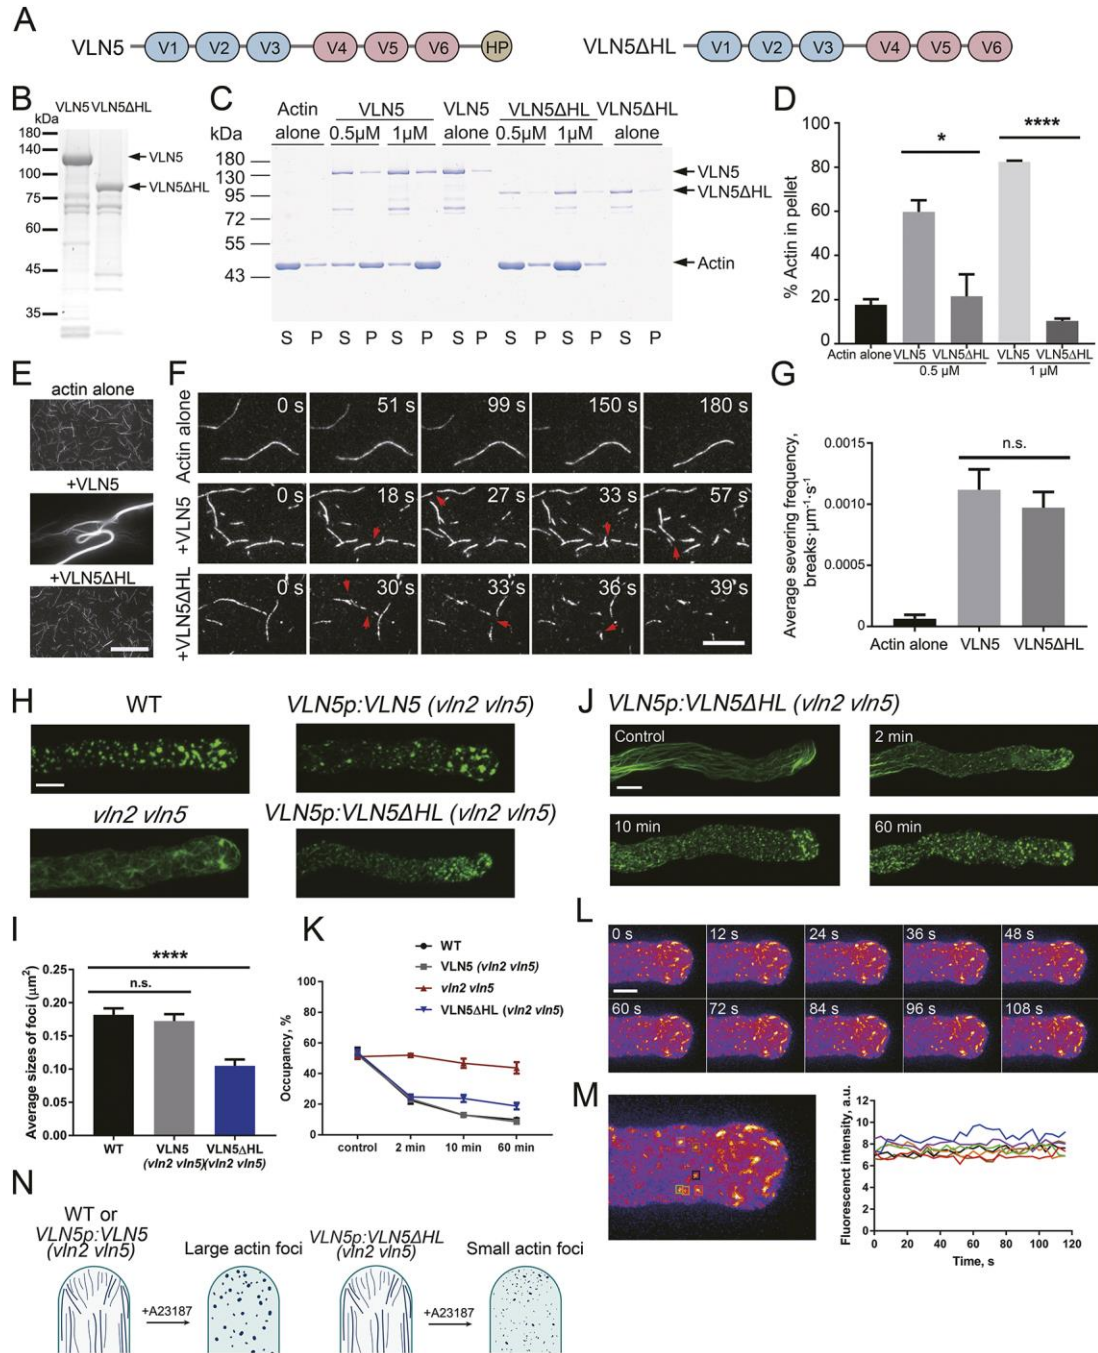 A
VLN5
V1 V2 V3 V4 V5 V6 HP
VLN5ΔHL
V1 V2 V3 V4 V5 V6
B
VLN5 VLN5ΔHL
kDa
180
140
100
75
60
45
35
VLN5
VLN5ΔHL
C
Actin alone
VLN5
0.5μM 1μM
VLN5 alone
VLN5ΔHL
0.5μM 1μM
VLN5ΔHL alone
kDa
180
130
95
72
55
43
VLN5
VLN5ΔHL
Actin
S P S P S P S P S P S P S P
D
% Actin in pellet
100
80
60
40
20
0
*
****
Actin alone VLN5 VLN5ΔHL VLN5 VLN5ΔHL
0.5 μM 1 μM
E
actin alone
+VLN5
+VLN5ΔHL
F
Actin alone
0 s 51 s 99 s 150 s 180 s
+VLN5
0 s 18 s 27 s 33 s 57 s
+VLN5ΔHL
0 s 30 s 33 s 36 s 39 s
G
Average severing frequency, breaks·μm⁻¹·s⁻¹
0.0015
0.0010
0.0005
0
n.s.
Actin alone VLN5 VLN5ΔHL
H
WT
VLN5p:VLN5 (vln2 vln5)
vln2 vln5
VLN5p:VLN5ΔHL (vln2 vln5)
J
VLN5p:VLN5ΔHL (vln2 vln5)
Control
2 min
10 min
60 min
I
Average sizes of foci (μm²)
0.25
0.20
0.15
0.10
0.05
0.00
****
n.s.
WT VLN5 VLN5ΔHL
(vln2 vln5)(vln2 vln5)
K
WT
VLN5 (vln2 vln5)
vln2 vln5
VLN5ΔHL (vln2 vln5)
Occupancy, %
100
80
60
40
20
0
control 2 min 10 min 60 min
L
0 s 12 s 24 s 36 s 48 s
60 s 72 s 84 s 96 s 108 s
M
Fluorescenct intensity, a.u.
12
10
8
6
4
2
0
0 20 40 60 80 100 120
Time, s
N
WT or
VLN5p:VLN5
(vln2 vln5)
+A23187
Large actin foci
VLN5p:VLN5ΔHL
(vln2 vln5)
+A23187
Small actin foci